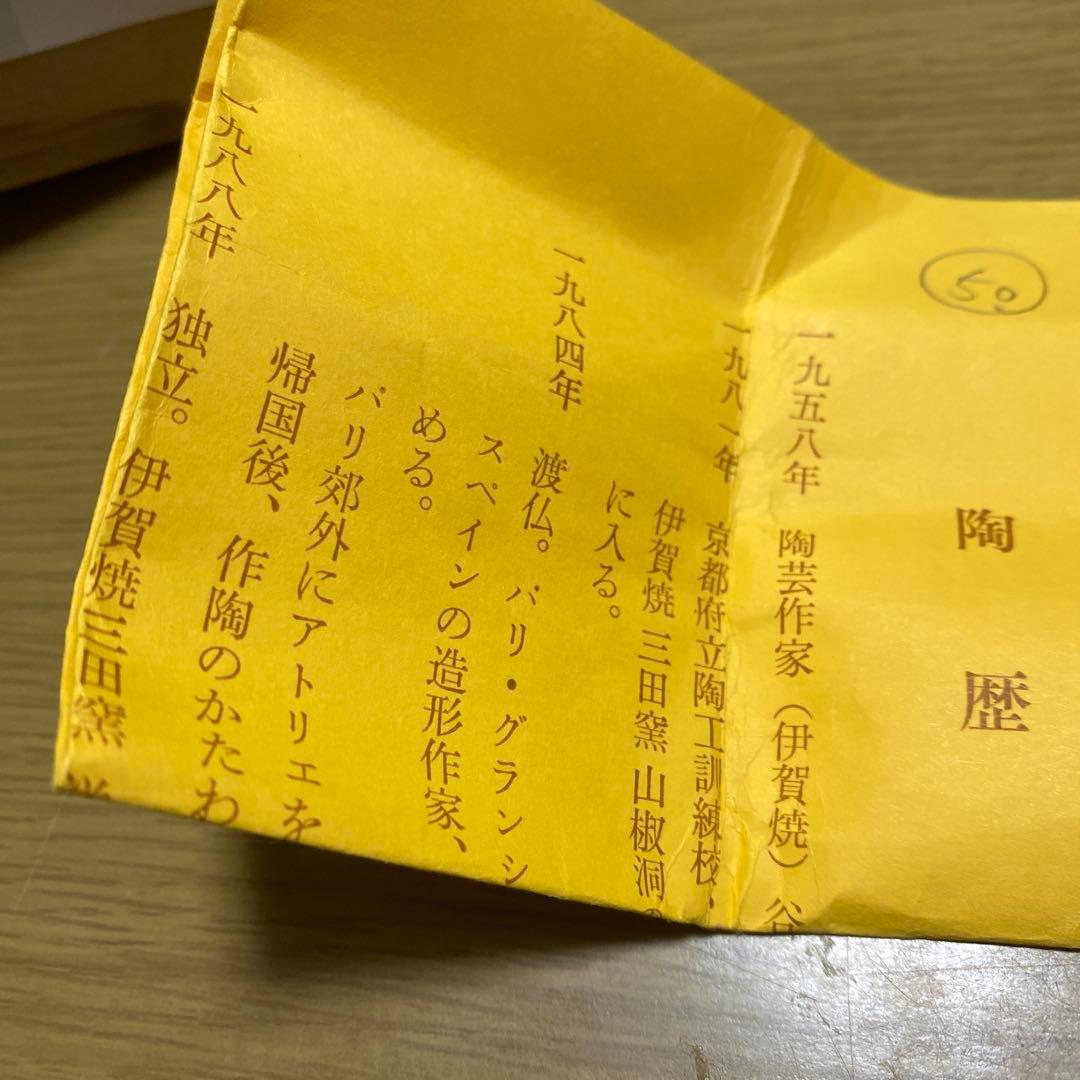 50
陶歴
一九五八年 陶芸作家（伊賀焼）谷
一九八一年 京都府立陶工訓練校・
伊賀焼 三田窯 山椒洞の
に入る。
一九八四年 渡仏。パリ・グランシ
スペインの造形作家、
める。
パリ郊外にアトリエを
帰国後、作陶のかたわ
一九八八年 独立。伊賀焼三田窯